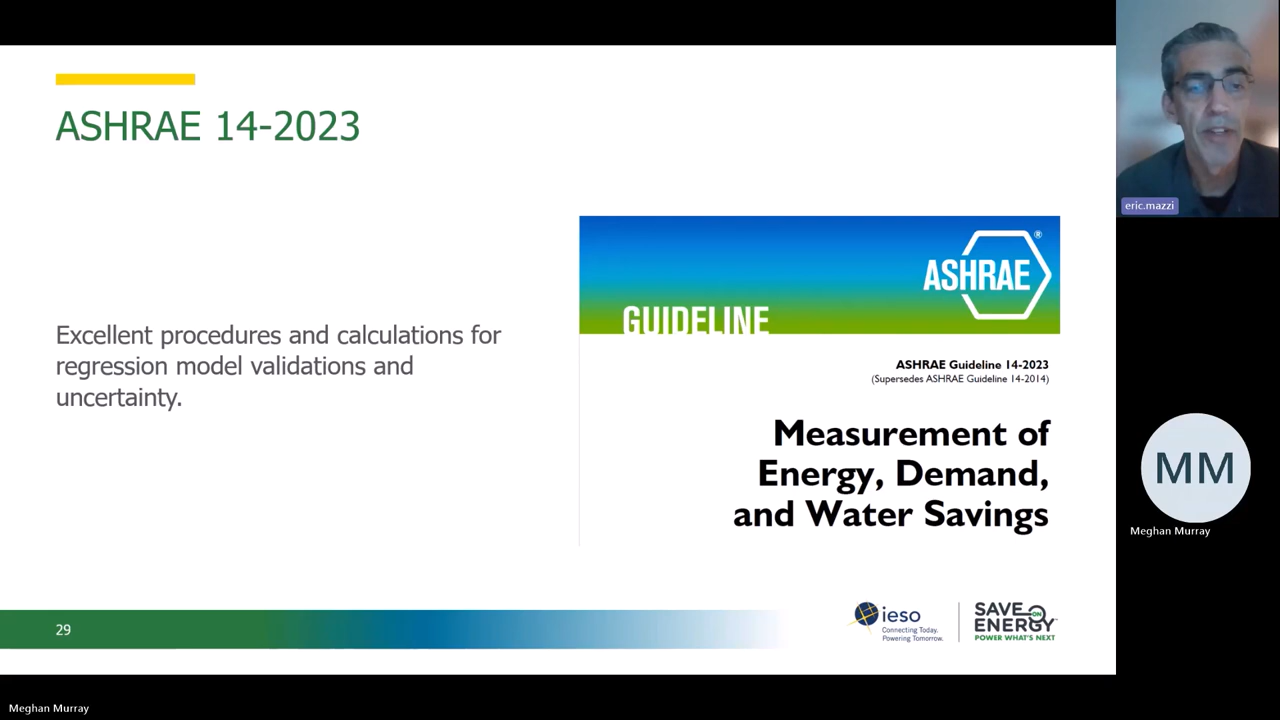 ASHRAE 14-2023
Excellent procedures and calculations for
regression model validations and
uncertainty.
GUIDELINE
ASHRAE
®
ASHRAE Guideline 14-2023
(Supersedes ASHRAE Guideline 14-2014)
Measurement of
Energy, Demand,
and Water Savings
29
ieso
Connecting Today.
Powering Tomorrow.
SAVE ON
ENERGY
POWER WHAT'S NEXT
eric.mazzi
MM
Meghan Murray
Meghan Murray